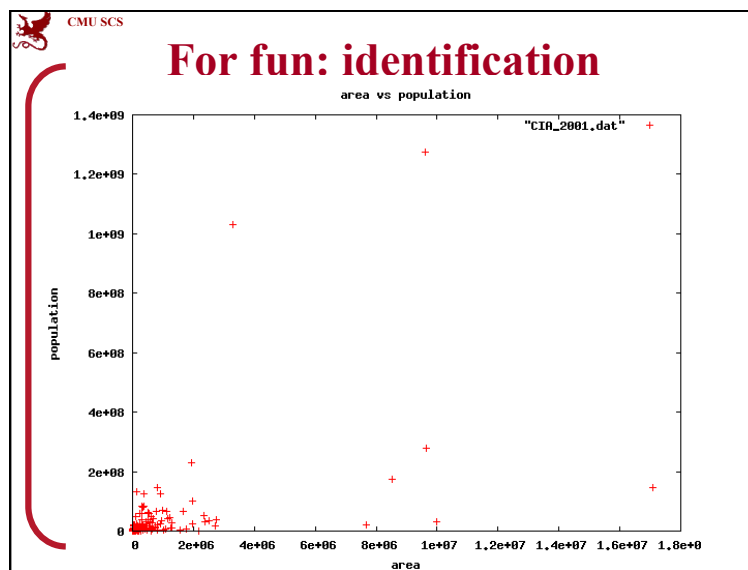 CMU SCS
For fun: identification
area vs population
"CIA_2001.dat"
1.4e+09
1.2e+09
1e+09
8e+08
6e+08
4e+08
2e+08
0
population
0 2e+06 4e+06 6e+06 8e+06 1e+07 1.2e+07 1.4e+07 1.6e+07 1.8e+0
area